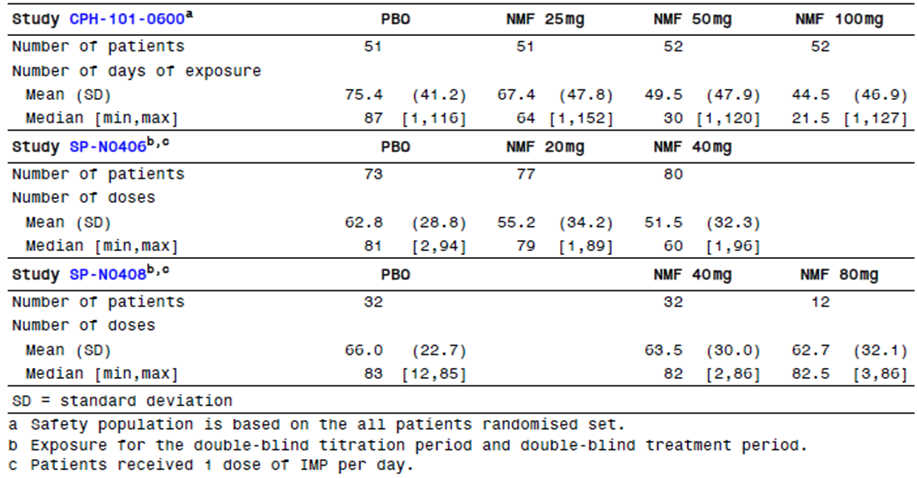 Study CPH-101-0600a PBO NMF 25mg NMF 50mg NMF 100mg
Number of patients 51 51 52 52
Number of days of exposure
Mean (SD) 75.4 (41.2) 67.4 (47.8) 49.5 (47.9) 44.5 (46.9)
Median [min,max] 87 [1,116] 64 [1,152] 30 [1,120] 21.5 [1,127]
Study SP-N0406b,c PBO NMF 20mg NMF 40mg
Number of patients 73 77 80
Number of doses
Mean (SD) 62.8 (28.8) 55.2 (34.2) 51.5 (32.3)
Median [min,max] 81 [2,94] 79 [1,89] 60 [1,96]
Study SP-N0408b,c PBO NMF 40mg NMF 80mg
Number of patients 32 32 12
Number of doses
Mean (SD) 66.0 (22.7) 63.5 (30.0) 62.7 (32.1)
Median [min,max] 83 [12,85] 82 [2,86] 82.5 [3,86]
SD = standard deviation
a Safety population is based on the all patients randomised set.
b Exposure for the double-blind titration period and double-blind treatment period.
c Patients received 1 dose of IMP per day.